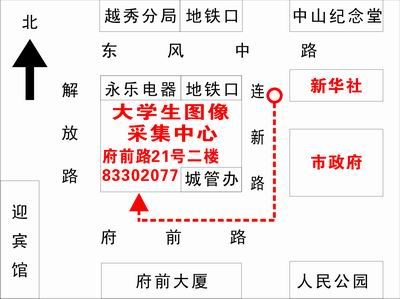 北
越秀分局 地铁口
中山纪念堂
东风中路
解放路
永乐电器 地铁口
连新路
新华社
大学生图像
采集中心
府前路21号二楼
83302077
城管办
市政府
迎宾馆
府前路
府前大厦
人民公园